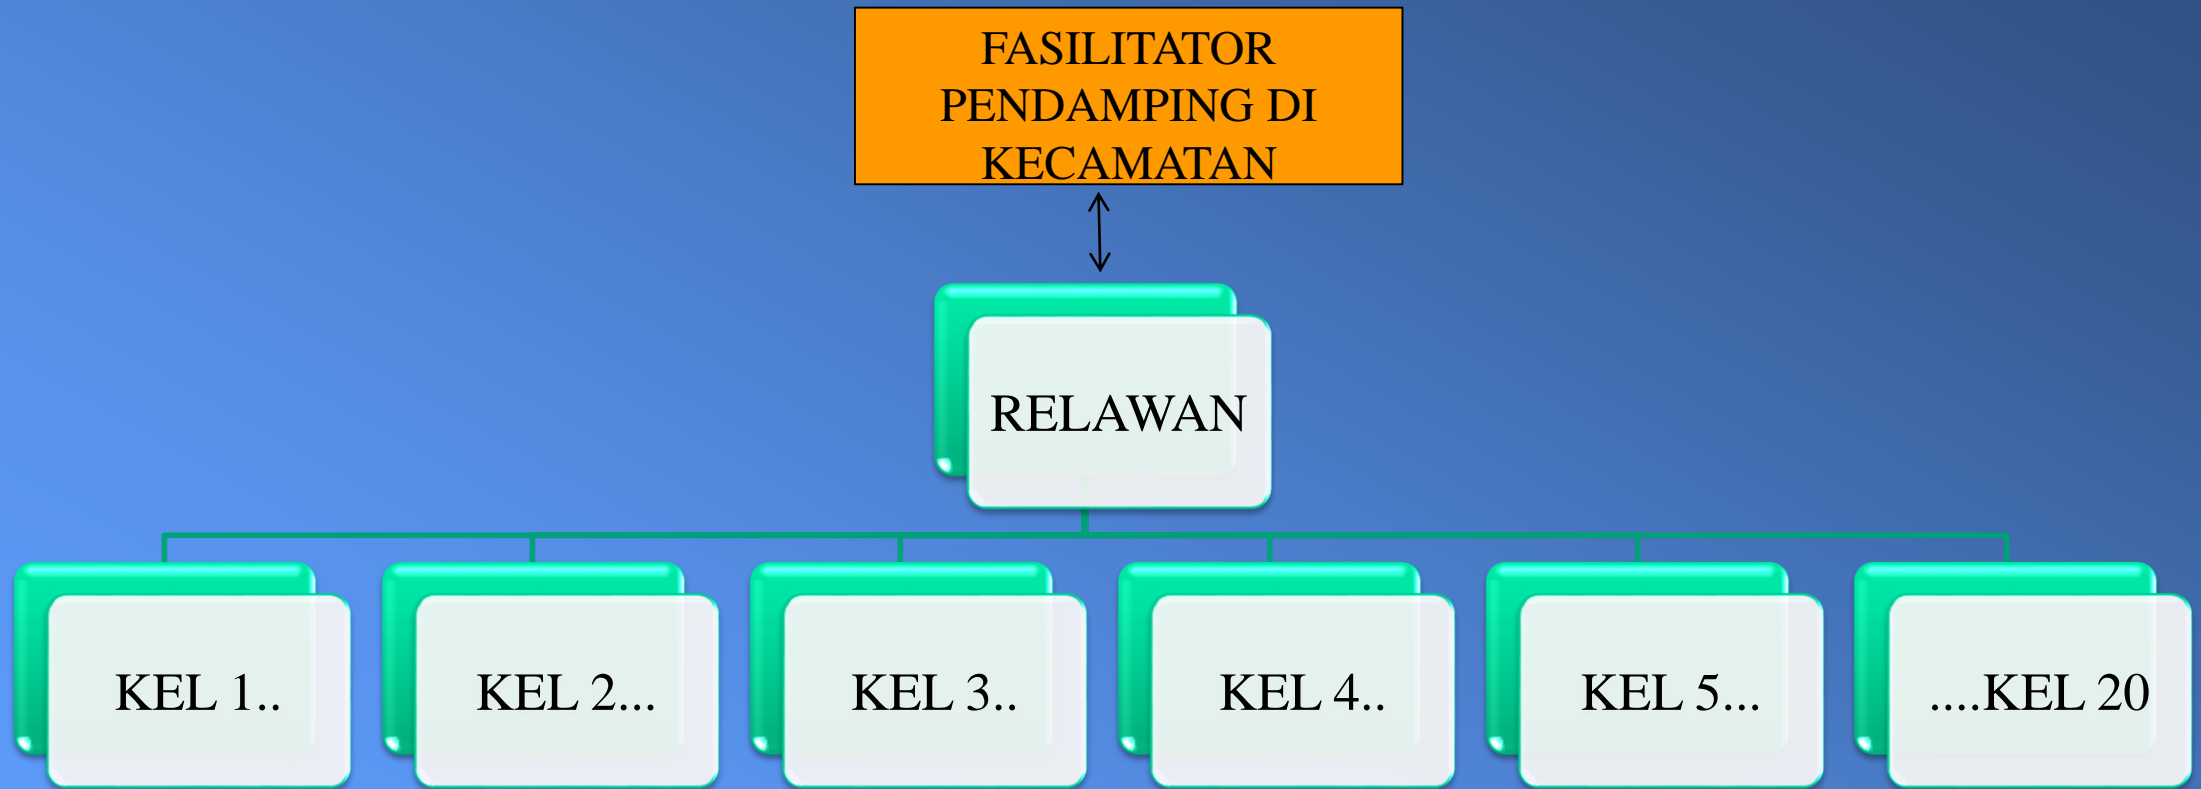 FASILITATOR
PENDAMPING DI
KECAMATAN
RELAWAN
KEL 1..
KEL 2...
KEL 3..
KEL 4..
KEL 5...
....KEL 20